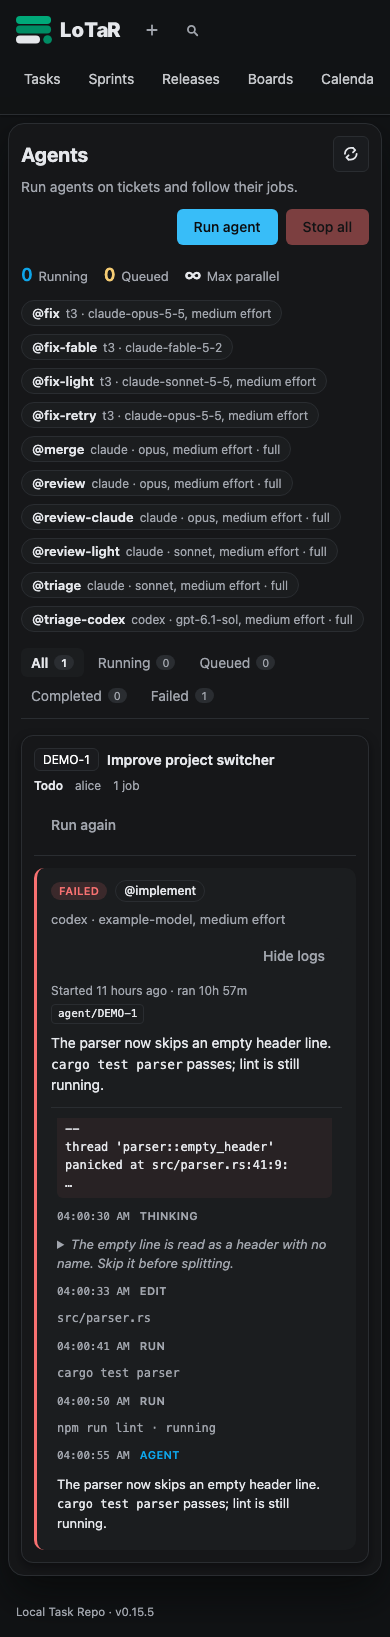 LoTaR
Tasks Sprints Releases Boards Calenda
Agents
Run agents on tickets and follow their jobs.
Run agent Stop all
0 Running 0 Queued ∞ Max parallel
@fix t3 · claude-opus-5-5, medium effort
@fix-fable t3 · claude-fable-5-2
@fix-light t3 · claude-sonnet-5-5, medium effort
@fix-retry t3 · claude-opus-5-5, medium effort
@merge claude · opus, medium effort · full
@review claude · opus, medium effort · full
@review-claude claude · opus, medium effort · full
@review-light claude · sonnet, medium effort · full
@triage claude · sonnet, medium effort · full
@triage-codex codex · gpt-6.1-sol, medium effort · full
All 1 Running 0 Queued 0
Completed 0 Failed 1
DEMO-1 Improve project switcher
Todo alice 1 job
Run again
FAILED @implement
codex · example-model, medium effort
Hide logs
Started 11 hours ago · ran 10h 57m
agent/DEMO-1
The parser now skips an empty header line.
cargo test parser passes; lint is still
running.
——
thread 'parser::empty_header'
panicked at src/parser.rs:41:9:
…
04:00:30 AM THINKING
The empty line is read as a header with no
name. Skip it before splitting.
04:00:33 AM EDIT
src/parser.rs
04:00:41 AM RUN
cargo test parser
04:00:50 AM RUN
npm run lint · running
04:00:55 AM AGENT
The parser now skips an empty header line.
cargo test parser passes; lint is still
running.
Local Task Repo · v0.15.5